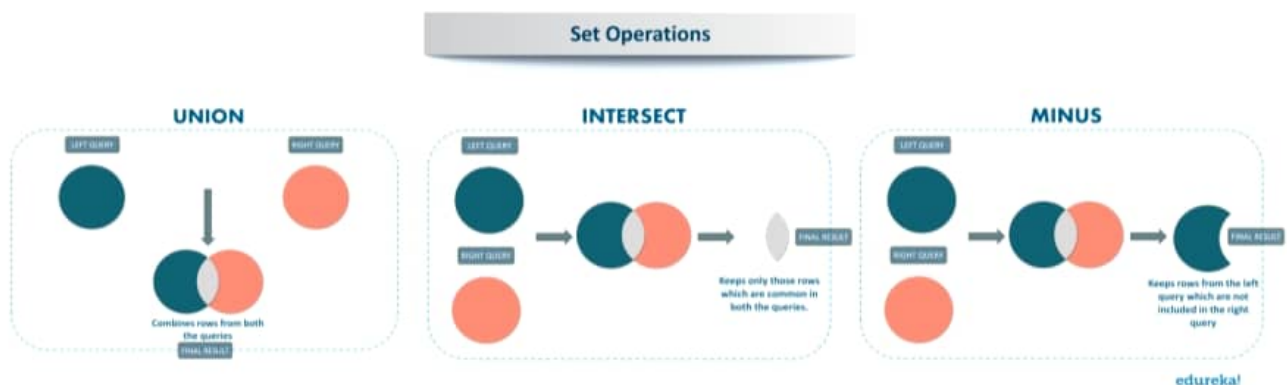 Set Operations
UNION
LEFT QUERY
RIGHT QUERY
Combines rows from both
the queries
FINAL RESULT
INTERSECT
LEFT QUERY
RIGHT QUERY
FINAL RESULT
Keeps only those rows
which are common in
both the queries.
MINUS
LEFT QUERY
RIGHT QUERY
FINAL RESULT
Keeps rows from the left
query which are not
included in the right
query
edureka!